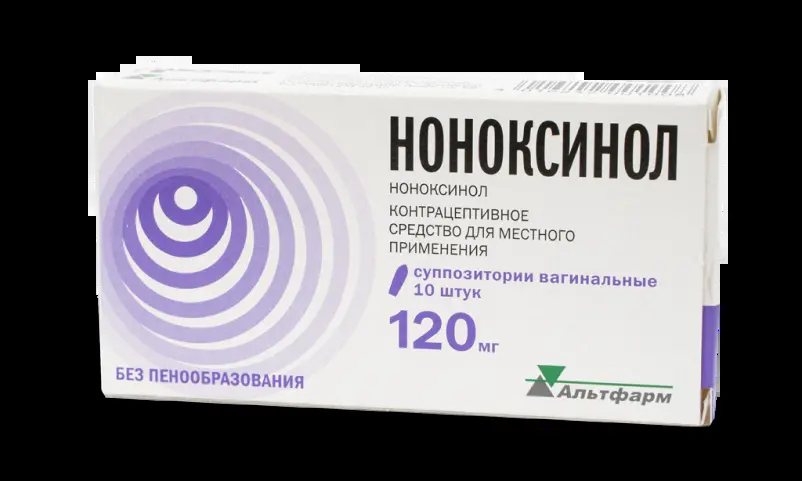 НОНОКСИНОЛ
НОНОКСИНОЛ
КОНТРАЦЕПТИВНОЕ
СРЕДСТВО ДЛЯ МЕСТНОГО
ПРИМЕНЕНИЯ
суппозитории вагинальные
10 штук
120 мг
БЕЗ ПЕНООБРАЗОВАНИЯ
Альтфарм